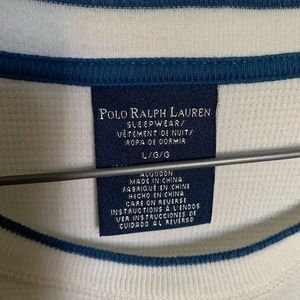 POLO RALPH LAUREN
SLEEPWEAR/
VÊTEMENT DE NUIT/
ROPA DE DORMIR
L/G/G
ALGODON
MADE IN CHINA
FABRIQUÉ EN CHINE
HECHO EN CHINA
CARE ON REVERSE
INSTRUCTIONS À L'ENDOS
VER INSTRUCCIONES DE
CUIDADO AL REVERSO